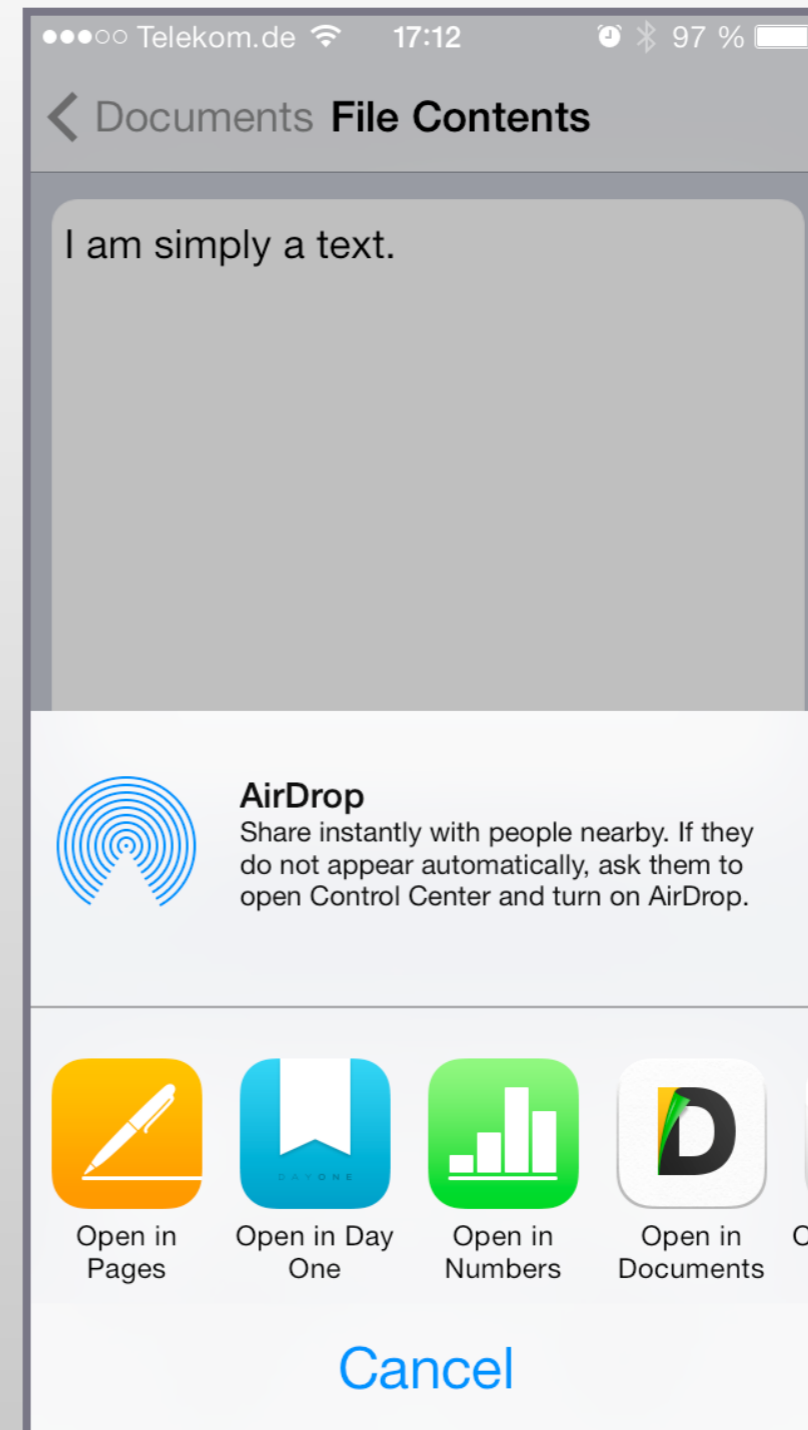 Telekom.de 17:12 97 %
Documents File Contents
I am simply a text.
AirDrop
Share instantly with people nearby. If they
do not appear automatically, ask them to
open Control Center and turn on AirDrop.
DAY ONE
D
Open in Pages
Open in Day One
Open in Numbers
Open in Documents
Cancel